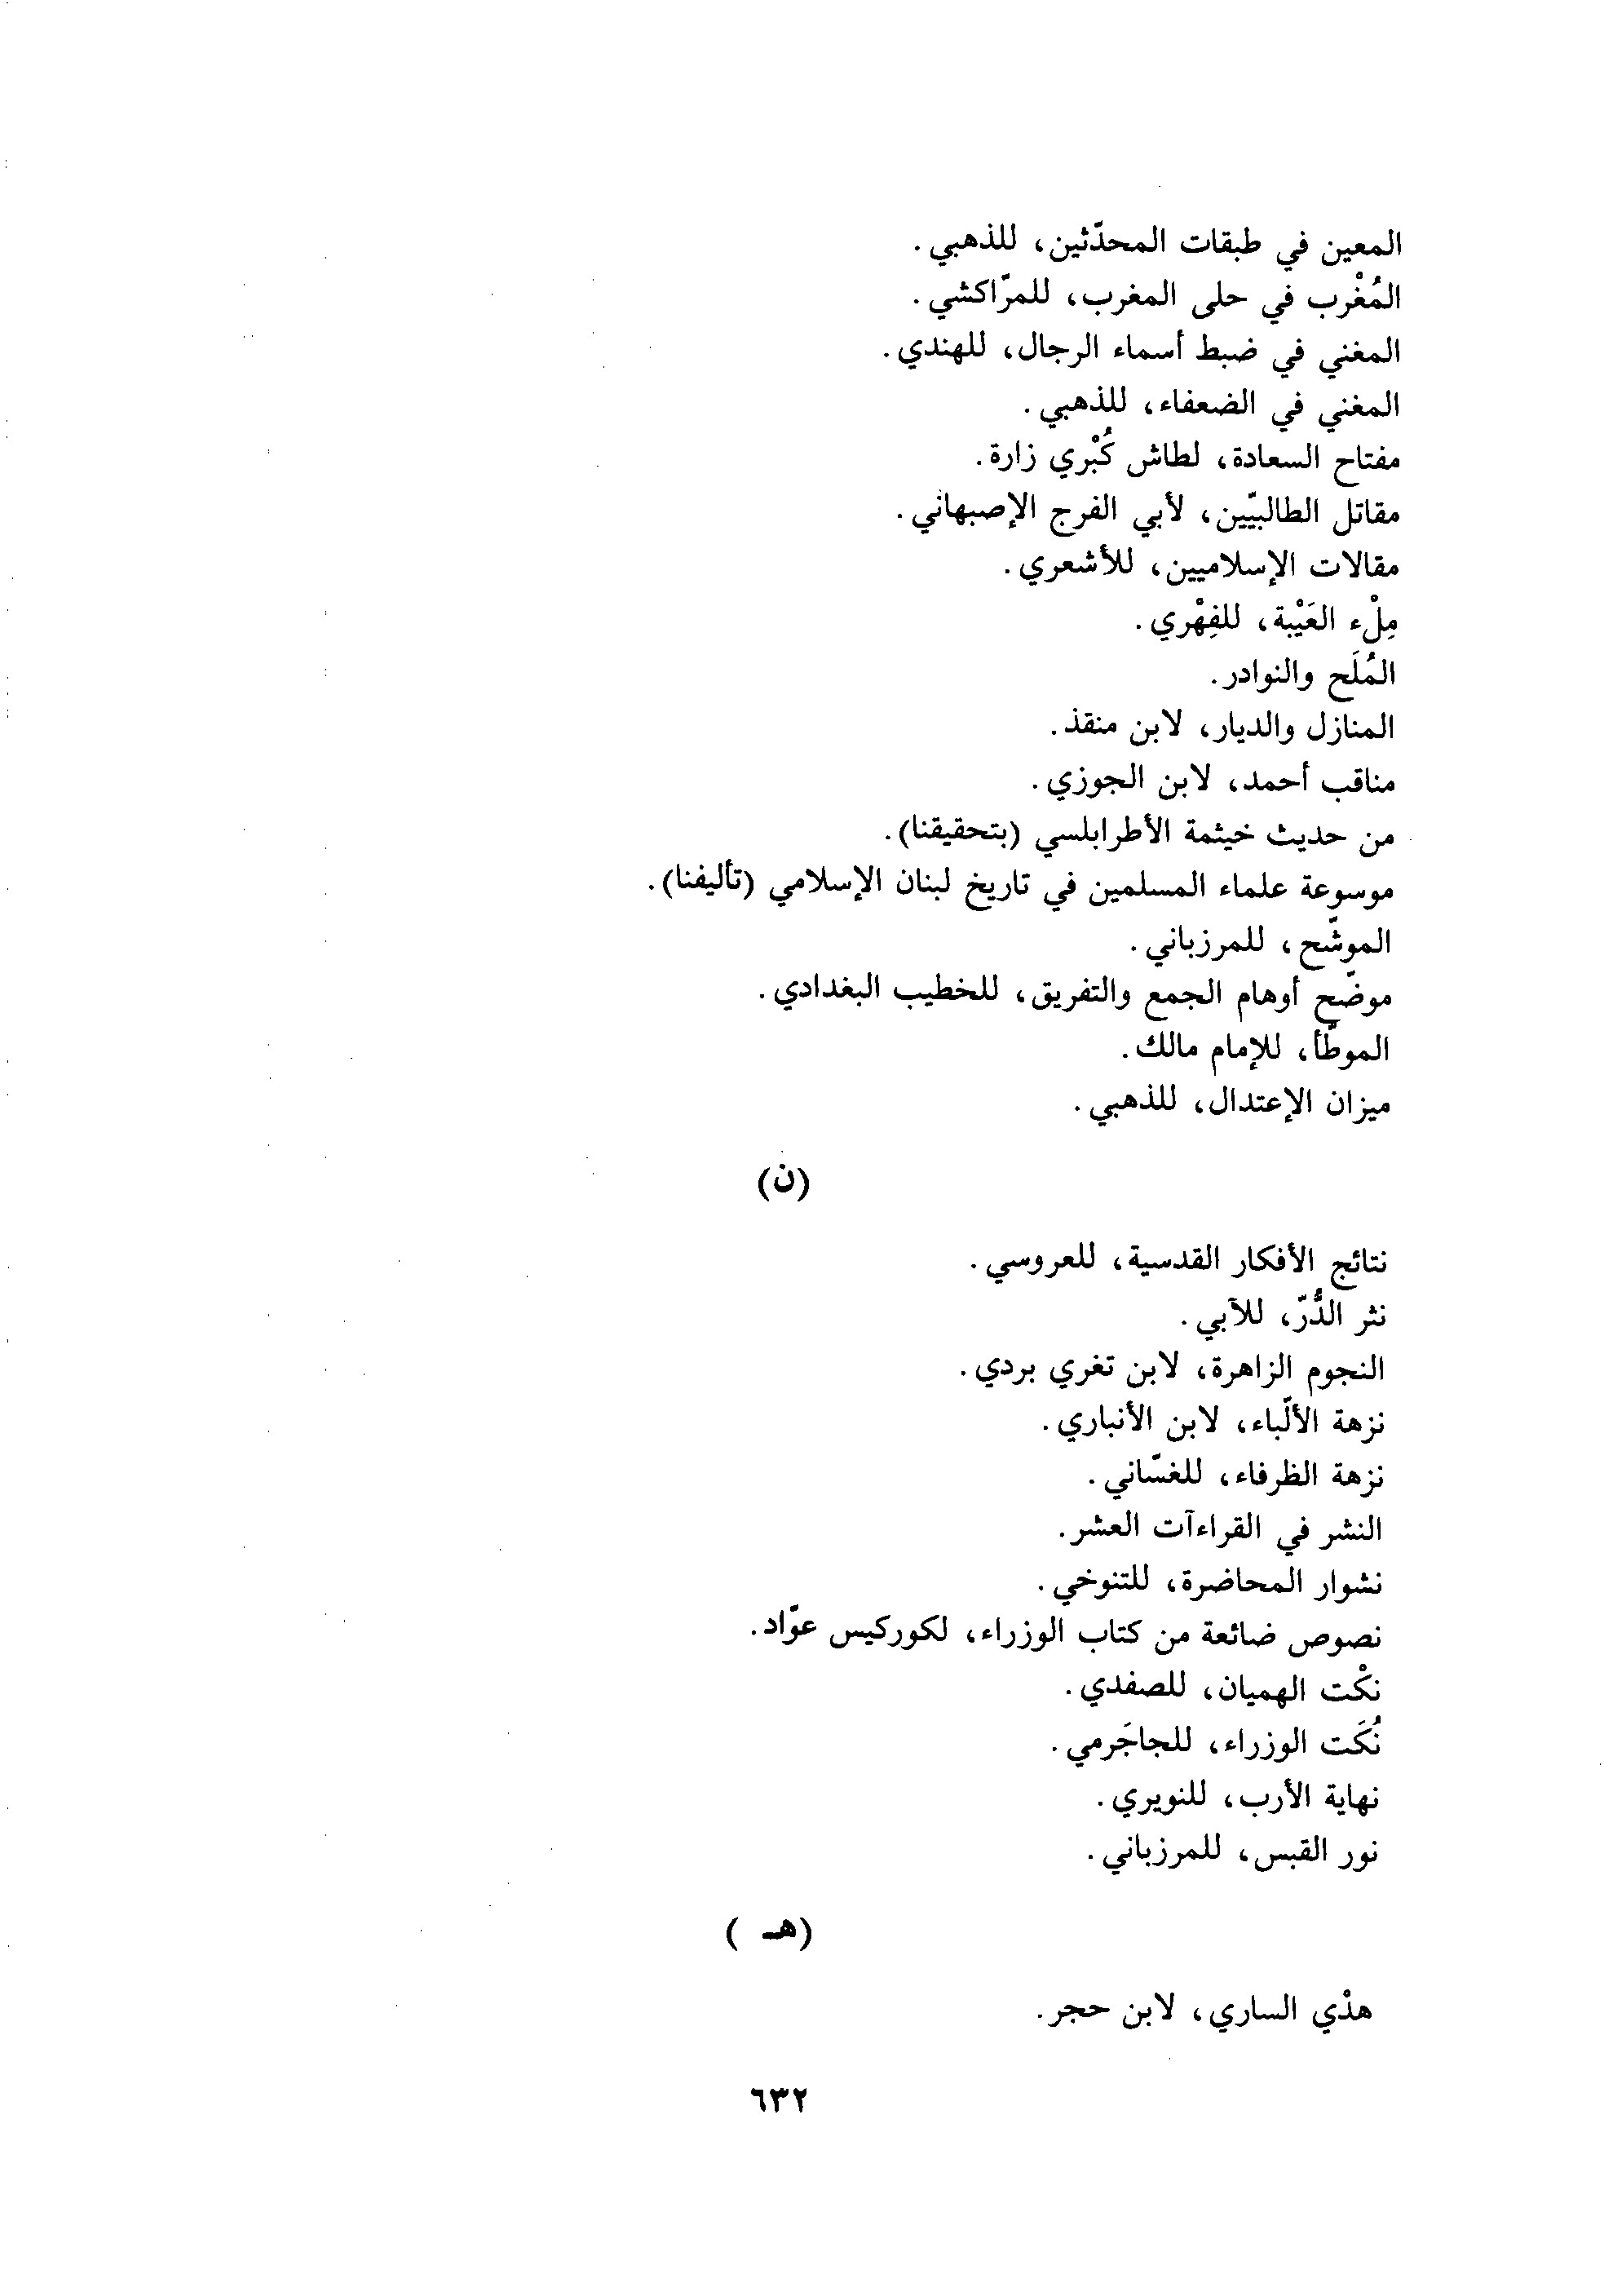 المعين في طبقات المحدّثين، للذهبي.
المُغْرب في حلى المغرب، للمرّاكشي.
المغني في ضبط أسماء الرجال، للهندي.
المغني في الضعفاء، للذهبي.
مفتاح السعادة، لطاش كُبْري زارة.
مقاتل الطالبيّين، لأبي الفرج الإصبهاني.
مقالات الإسلاميين، للأشعري.
مِلْء العَيْبة، للفِهْري.
المُلَح والنوادر.
المنازل والديار، لابن منقذ.
مناقب أحمد، لابن الجوزي.
من حديث خيثمة الأطرابلسي (بتحقيقنا).
موسوعة علماء المسلمين في تاريخ لبنان الإسلامي (تأليفنا).
الموشّح، للمرزباني.
موضّح أوهام الجمع والتفريق، للخطيب البغدادي.
الموطّأ، للإمام مالك.
ميزان الإعتدال، للذهبي.
(ن)
نتائج الأفكار القدسية، للعروسي.
نثر الدُّرّ، للآبي.
النجوم الزاهرة، لابن تغري بردي.
نزهة الألّباء، لابن الأنباري.
نزهة الظرفاء، للغسّاني.
النشر في القراءآت العشر.
نشوار المحاضرة، للتنوخي.
نصوص ضائعة من كتاب الوزراء، لكوركيس عوّاد.
نكْت الهميان، للصفدي.
نُكَت الوزراء، للجاجَرمي.
نهاية الأرب، للنويري.
نور القبس، للمرزباني.
(هـ )
هدْي الساري، لابن حجر.
٦٣٢